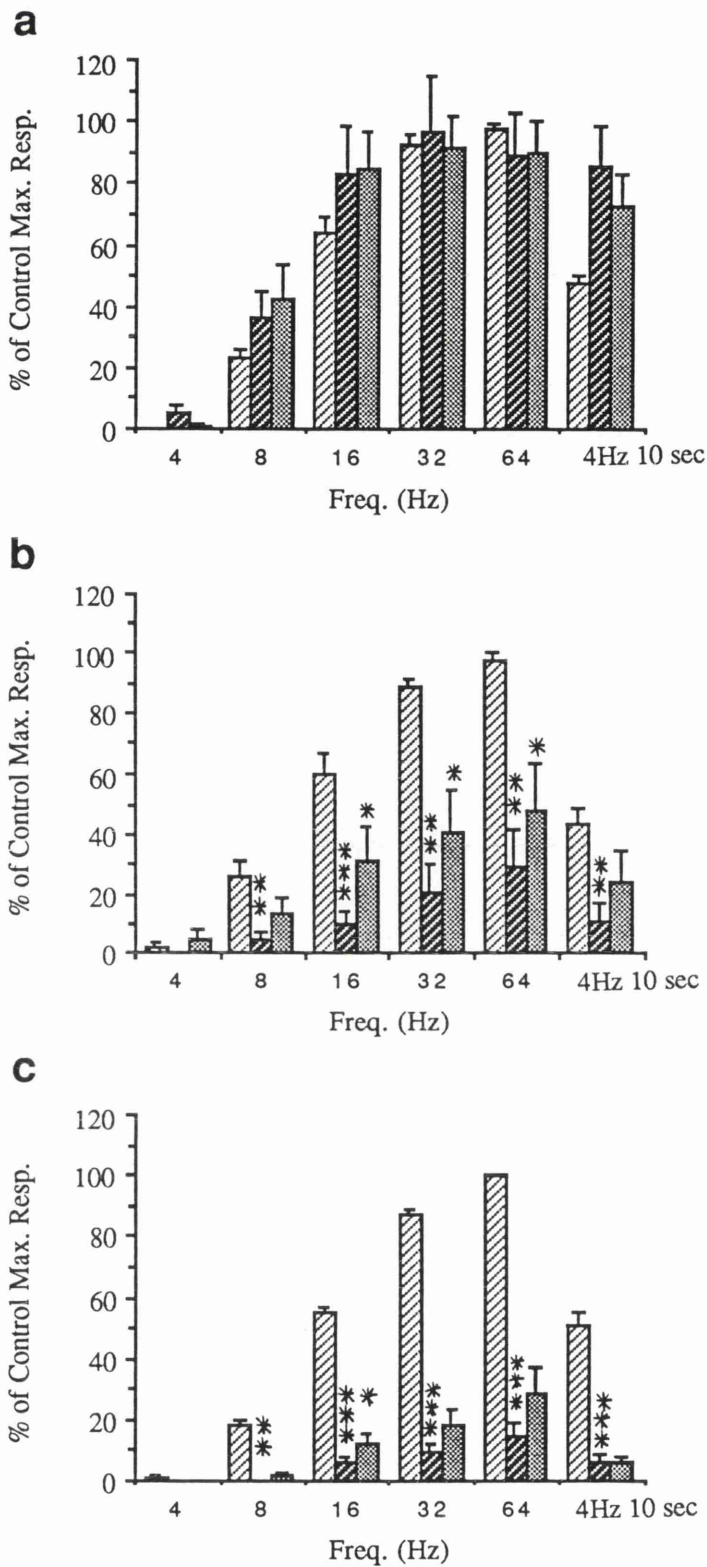 a
% of Control Max. Resp.
120
100
80
60
40
20
0
4 8 16 32 64 4Hz 10 sec
Freq. (Hz)
b
% of Control Max. Resp.
120
100
80
60
40
20
0
** *** * ** * ** * **
4 8 16 32 64 4Hz 10 sec
Freq. (Hz)
c
% of Control Max. Resp.
120
100
80
60
40
20
0
** *** * *** *** ***
4 8 16 32 64 4Hz 10 sec
Freq. (Hz)